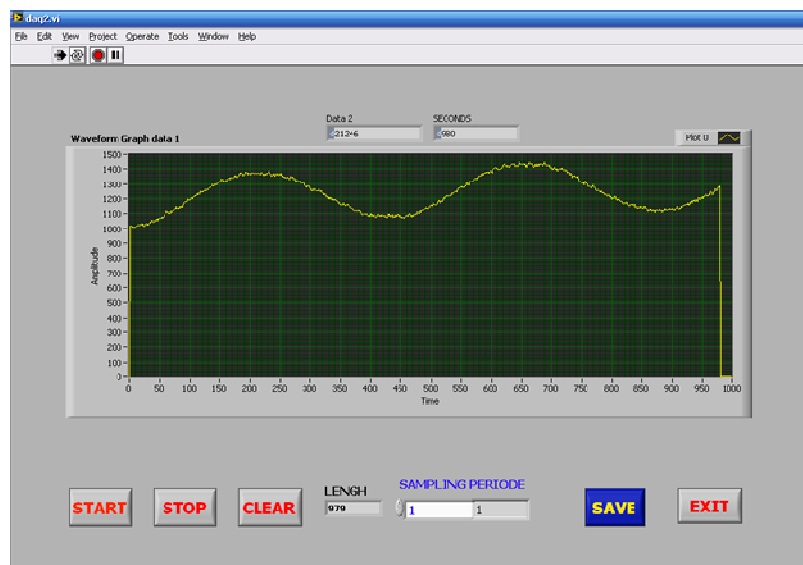 daq2.vi
File Edit View Project Operate Tools Window Help
Data 2 SECONDS
21246 980
Waveform Graph data 1
Plot 0
1500
1400
1300
1200
1100
1000
900
800
700
600
500
400
300
200
100
0
Amplitude
0 50 100 150 200 250 300 350 400 450 500 550 600 650 700 750 800 850 900 950 1000
Time
SAMPLING PERIODE
LENGH
START STOP CLEAR 979 1 1 SAVE EXIT